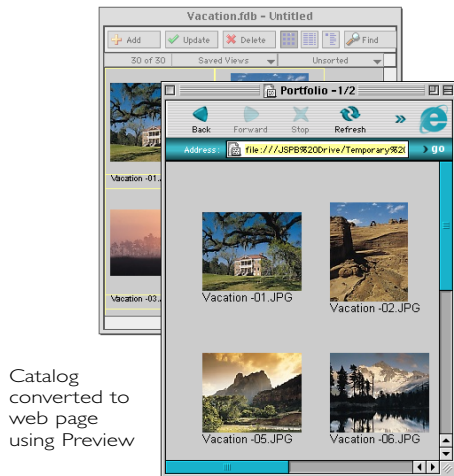 Vacation.fdb - Untitled
Add Update Delete Find
30 of 30 Saved Views Unsorted
Portfolio -1/2
Back Forward Stop Refresh »
Address: file:///JSPB%20Drive/Temporary%2 go
Vacation -01.
Vacation -01.JPG
Vacation -02.JPG
Vacation -03.
Vacation -05.JPG
Vacation -06.JPG
Catalog
converted to
web page
using Preview